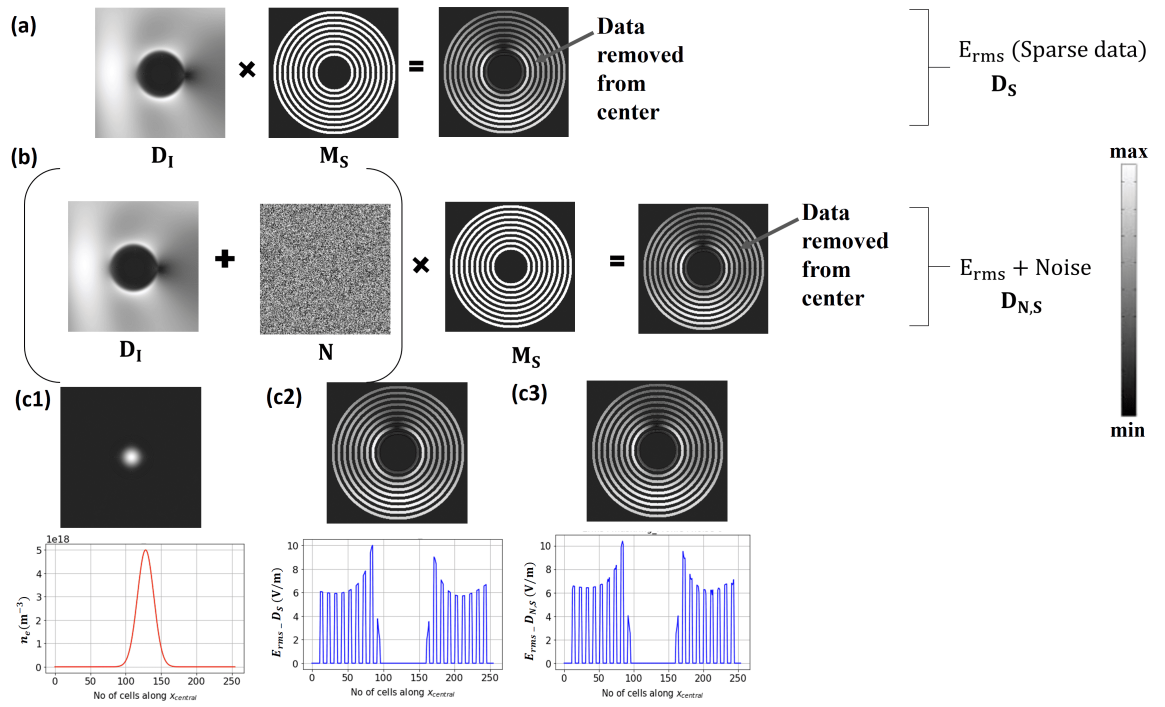 (a)
×
=
Data
removed
from
center
E_rms (Sparse data)
D_S
D_I
M_S
(b)
+
×
=
Data
removed
from
center
E_rms + Noise
D_N,S
max
min
D_I
N
M_S
(c1)
(c2)
(c3)
1e18
5
4
3
2
1
0
n_e(m⁻³)
0 50 100 150 200 250
No of cells along x_central
10
8
6
4
2
0
E_rms_ D_S (V/m)
0 50 100 150 200 250
No of cells along x_central
10
8
6
4
2
0
E_rms_ D_N,S (V/m)
0 50 100 150 200 250
No of cells along x_central